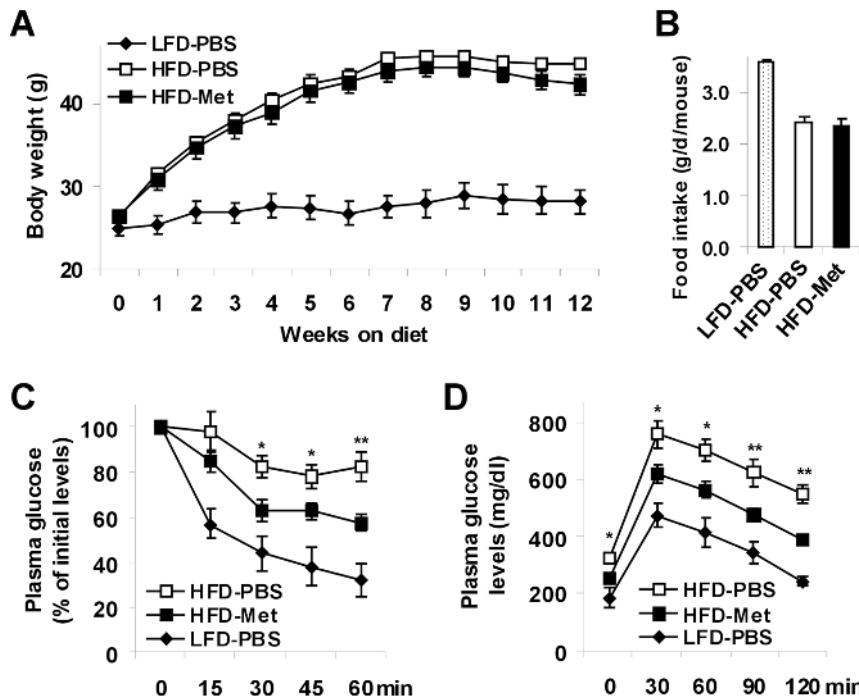 A
LFD-PBS
HFD-PBS
HFD-Met
Body weight (g)
40
30
20
0 1 2 3 4 5 6 7 8 9 10 11 12
Weeks on diet
B
Food intake (g/d/mouse)
3.0
2.0
1.0
0.0
LFD-PBS
HFD-PBS
HFD-Met
C
Plasma glucose
(% of initial levels)
100
80
60
40
20
0
* * **
HFD-PBS
HFD-Met
LFD-PBS
0 15 30 45 60 min
D
Plasma glucose
levels (mg/dl)
800
600
400
200
0
* * * ** **
HFD-PBS
HFD-Met
LFD-PBS
0 30 60 90 120 min